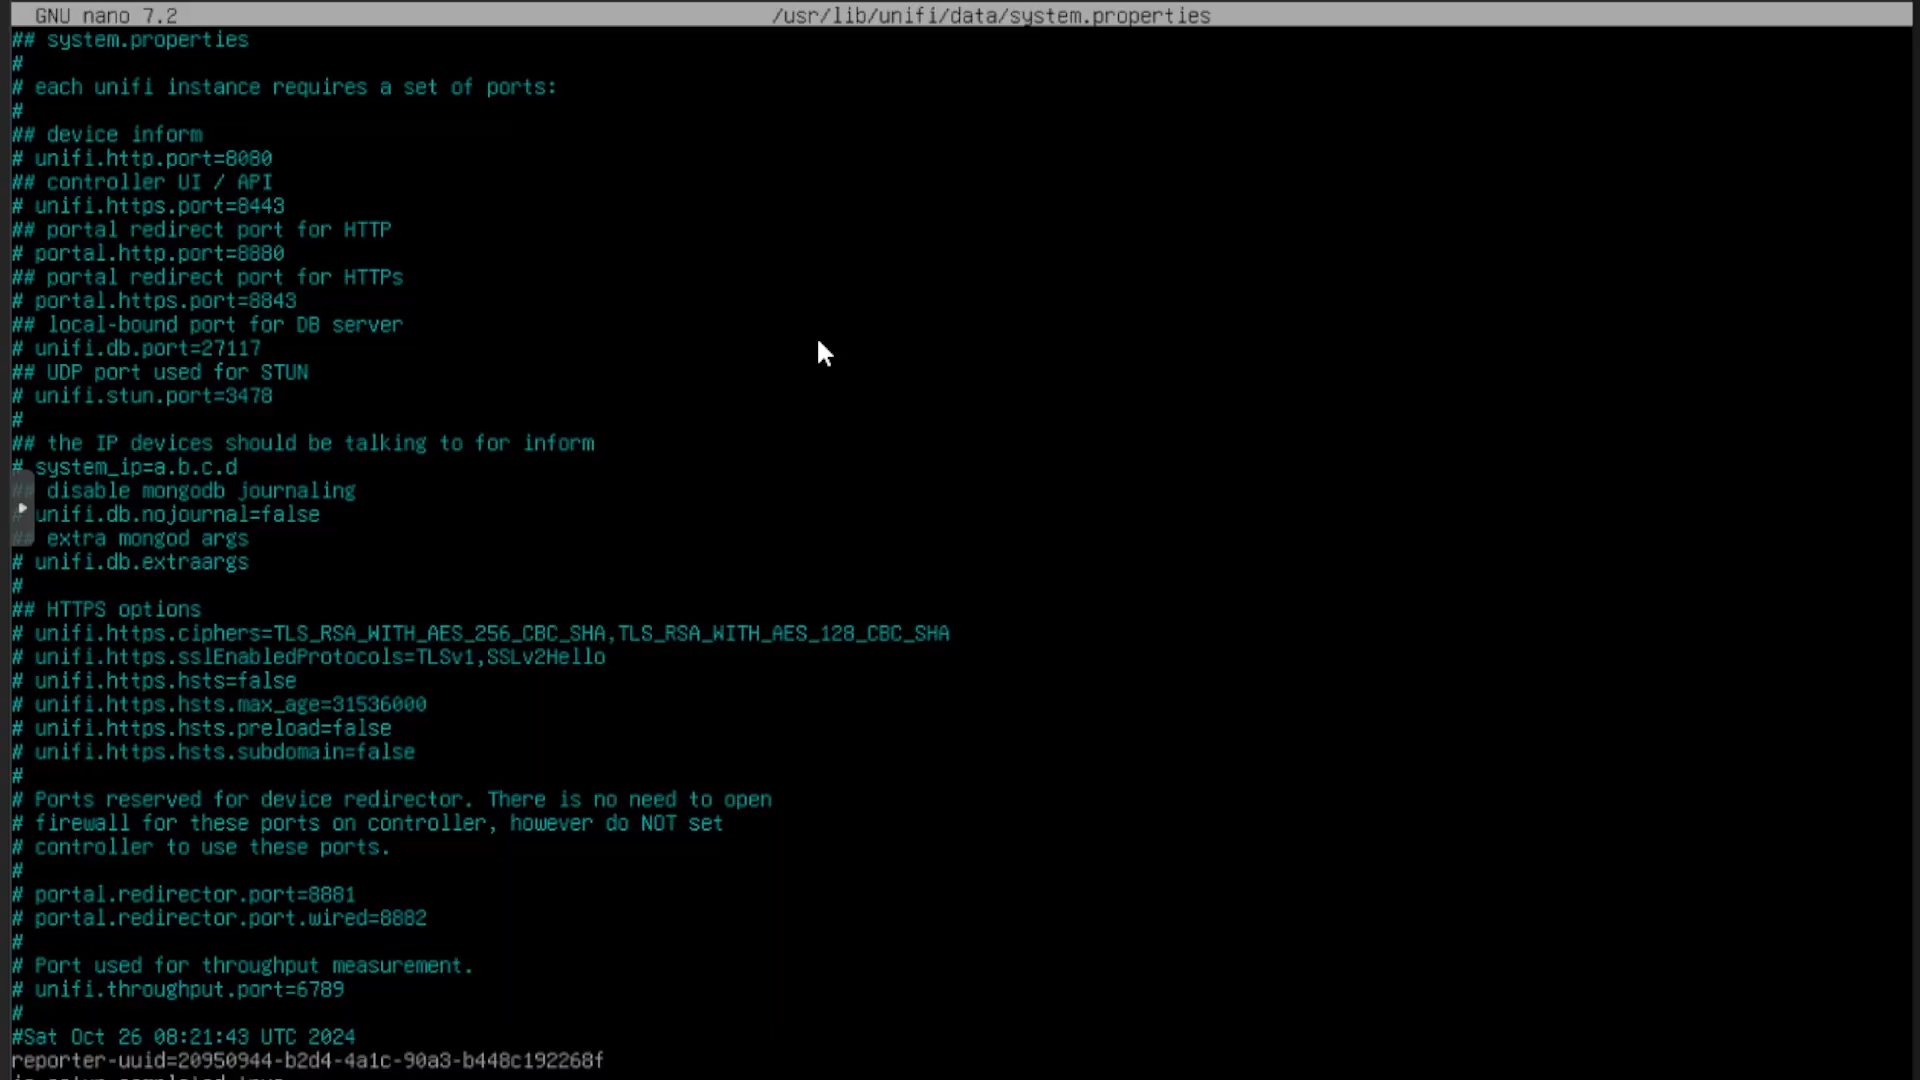 GNU nano 7.2 /usr/lib/unifi/data/system.properties
## system.properties
#
# each unifi instance requires a set of ports:
#
## device inform
# unifi.http.port=8080
## controller UI / API
# unifi.https.port=8443
## portal redirect port for HTTP
# portal.http.port=8880
## portal redirect port for HTTPs
# portal.https.port=8843
## local-bound port for DB server
# unifi.db.port=27117
## UDP port used for STUN
# unifi.stun.port=3478
#
## the IP devices should be talking to for inform
# system_ip=a.b.c.d
## disable mongodb journaling
# unifi.db.nojournal=false
## extra mongod args
# unifi.db.extraargs
#
## HTTPS options
# unifi.https.ciphers=TLS_RSA_WITH_AES_256_CBC_SHA,TLS_RSA_WITH_AES_128_CBC_SHA
# unifi.https.sslEnabledProtocols=TLSv1,SSLv2Hello
# unifi.https.hsts=false
# unifi.https.hsts.max_age=31536000
# unifi.https.hsts.preload=false
# unifi.https.hsts.subdomain=false
#
# Ports reserved for device redirector. There is no need to open
# firewall for these ports on controller, however do NOT set
# controller to use these ports.
#
# portal.redirector.port=8881
# portal.redirector.port.wired=8882
#
# Port used for throughput measurement.
# unifi.throughput.port=6789
#
#Sat Oct 26 08:21:43 UTC 2024
reporter-uuid=20950944-b2d4-4a1c-90a3-b448c192268f